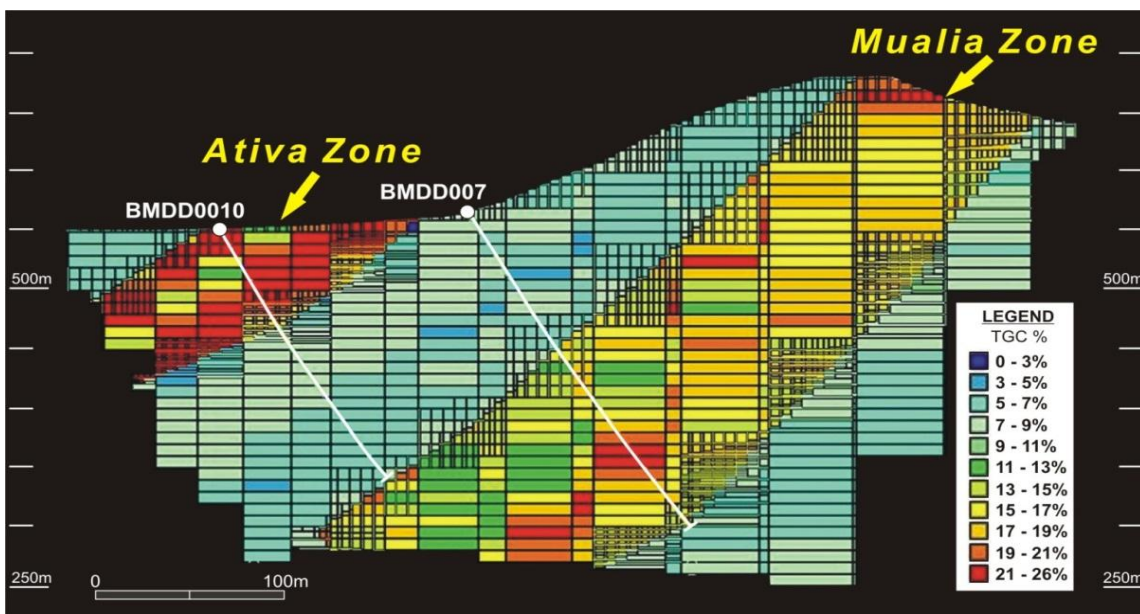 Mualia Zone
Ativa Zone
BMDD007
BMDD0010
500m
500m
LEGEND
TGC %
0 - 3%
3 - 5%
5 - 7%
7 - 9%
9 - 11%
11 - 13%
13 - 15%
15 - 17%
17 - 19%
19 - 21%
21 - 26%
0
100m
250m
250m